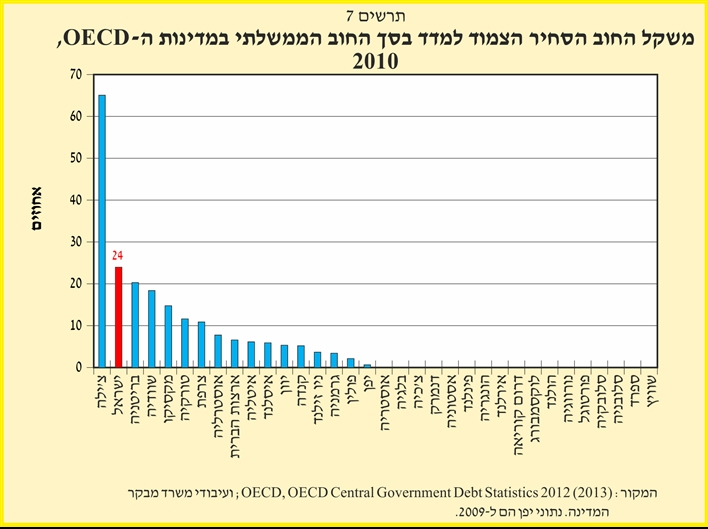 תרשים 7
משקל החוב הסחיר הצמוד למדד בסך החוב הממשלתי במדינות ה-OECD,
2010
אחוזים
70
60
50
40
30
20
10
0
24
צ'ילה
ישראל
בריטניה
שוודיה
מקסיקו
טורקיה
צרפת
אוסטרליה
ארצות הברית
איטליה
איסלנד
יוון
קנדה
ניו זילנד
גרמניה
פולין
יפן
אוסטריה
בלגיה
צ'כיה
דנמרק
אסטוניה
פינלנד
הונגריה
אירלנד
דרום קוריאה
לוקסמבורג
הולנד
נורווגיה
פורטוגל
סלובקיה
סלובניה
ספרד
שוויץ
המקור: OECD, OECD Central Government Debt Statistics 2012 (2013); ועיבודי משרד מבקר
המדינה. נתוני יפן הם ל-2009.